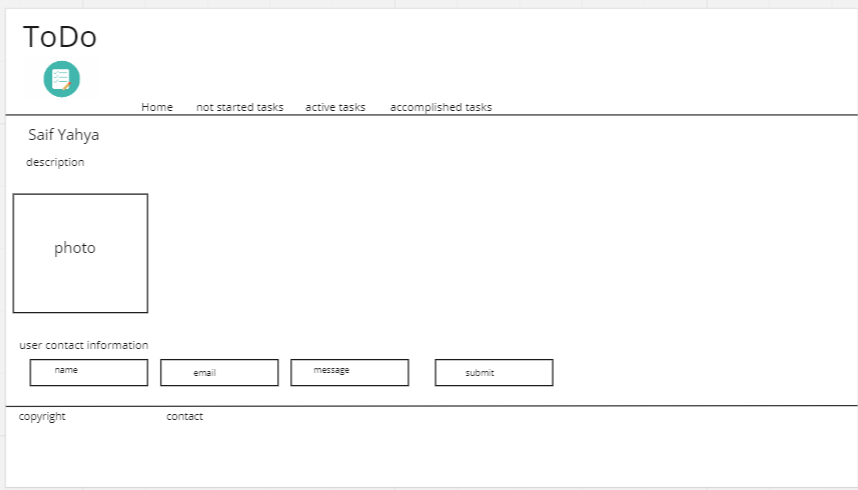 ToDo
Home not started tasks active tasks accomplished tasks
Saif Yahya
description
photo
user contact information
name email message submit
copyright contact